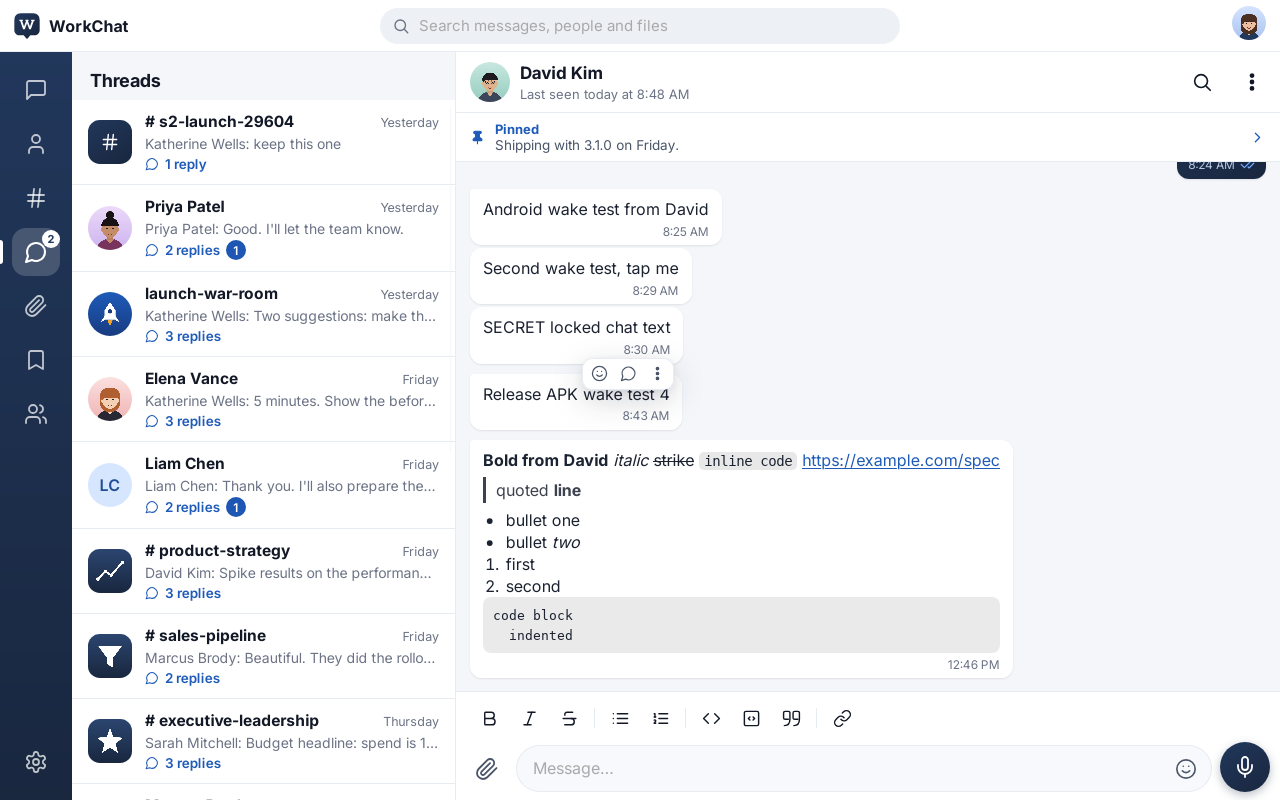 WorkChat
Search messages, people and files
2
Threads
# s2-launch-29604
Yesterday
Katherine Wells: keep this one
1 reply
Priya Patel
Yesterday
Priya Patel: Good. I'll let the team know.
2 replies 1
launch-war-room
Yesterday
Katherine Wells: Two suggestions: make th...
3 replies
Elena Vance
Friday
Katherine Wells: 5 minutes. Show the befor...
3 replies
LC
Liam Chen
Friday
Liam Chen: Thank you. I'll also prepare the...
2 replies 1
# product-strategy
Friday
David Kim: Spike results on the performan...
3 replies
# sales-pipeline
Friday
Marcus Brody: Beautiful. They did the rollo...
2 replies
# executive-leadership
Thursday
Sarah Mitchell: Budget headline: spend is 1...
3 replies
David Kim
Last seen today at 8:48 AM
Pinned
Shipping with 3.1.0 on Friday.
8:24 AM
Android wake test from David
8:25 AM
Second wake test, tap me
8:29 AM
SECRET locked chat text
8:30 AM
Release APK wake test 4
8:43 AM
Bold from David italic strike inline code https://example.com/spec
quoted line
• bullet one
• bullet two
1. first
2. second
code block
  indented
12:46 PM
Message...